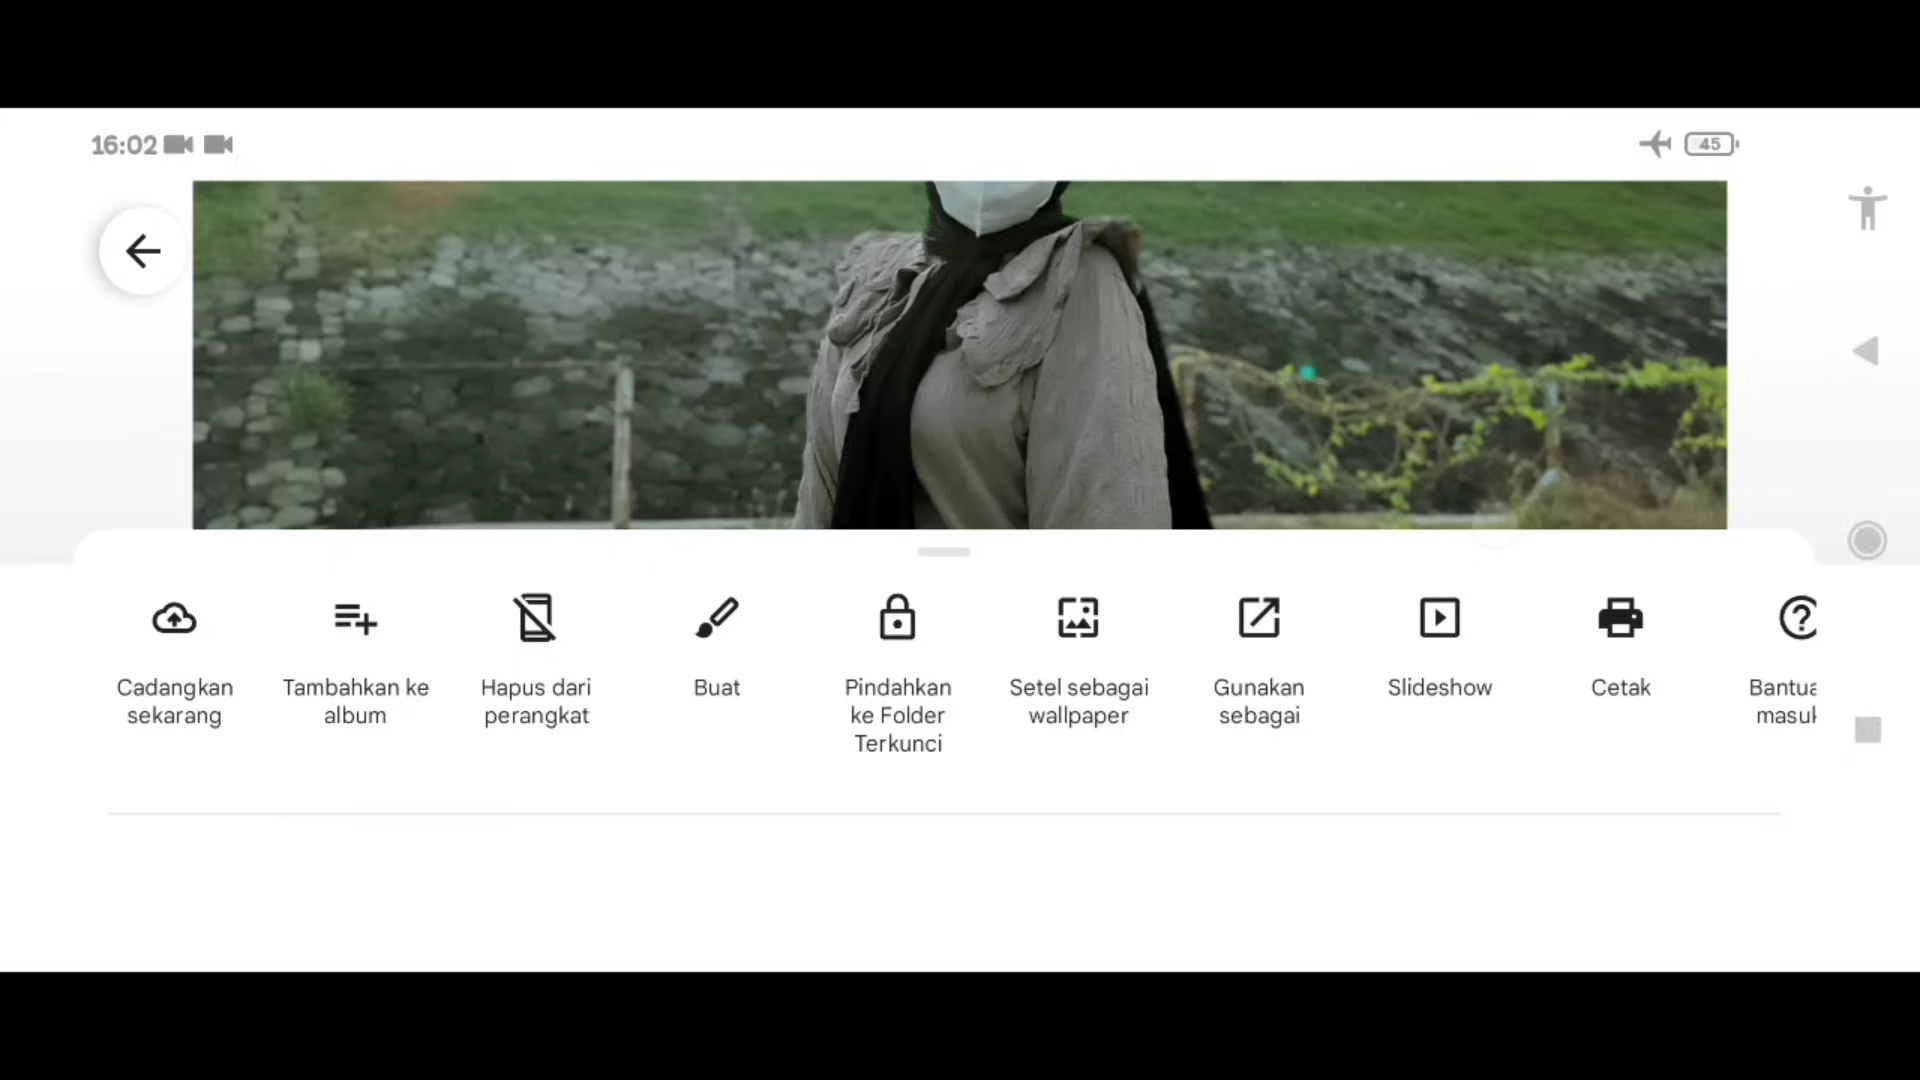 16:02
45
Cadangkan
sekarang
Tambahkan ke
album
Hapus dari
perangkat
Buat
Pindahkan
ke Folder
Terkunci
Setel sebagai
wallpaper
Gunakan
sebagai
Slideshow
Cetak